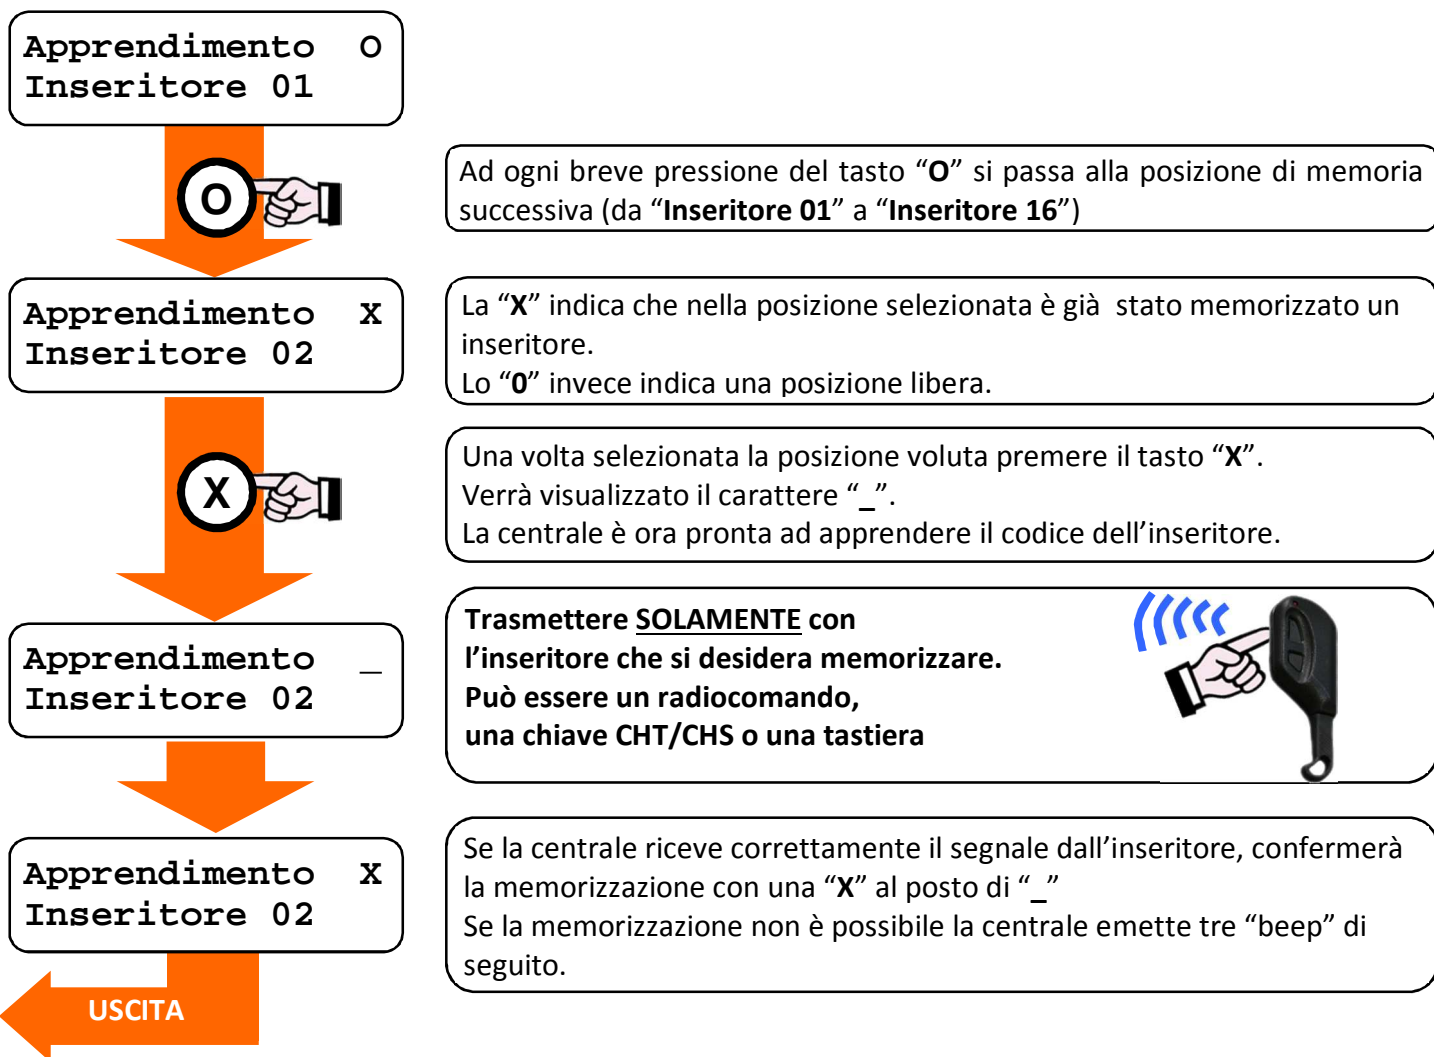 Apprendimento O
Inseritore 01
O
Ad ogni breve pressione del tasto “O” si passa alla posizione di memoria
successiva (da “Inseritore 01” a “Inseritore 16”)
Apprendimento X
Inseritore 02
La “X” indica che nella posizione selezionata è già stato memorizzato un
inseritore.
Lo “0” invece indica una posizione libera.
X
Una volta selezionata la posizione voluta premere il tasto “X”.
Verrà visualizzato il carattere “_”.
La centrale è ora pronta ad apprendere il codice dell’inseritore.
Apprendimento _
Inseritore 02
Trasmettere SOLAMENTE con
l’inseritore che si desidera memorizzare.
Può essere un radiocomando,
una chiave CHT/CHS o una tastiera
Apprendimento X
Inseritore 02
Se la centrale riceve correttamente il segnale dall’inseritore, confermerà
la memorizzazione con una “X” al posto di “_”
Se la memorizzazione non è possibile la centrale emette tre “beep” di
seguito.
USCITA